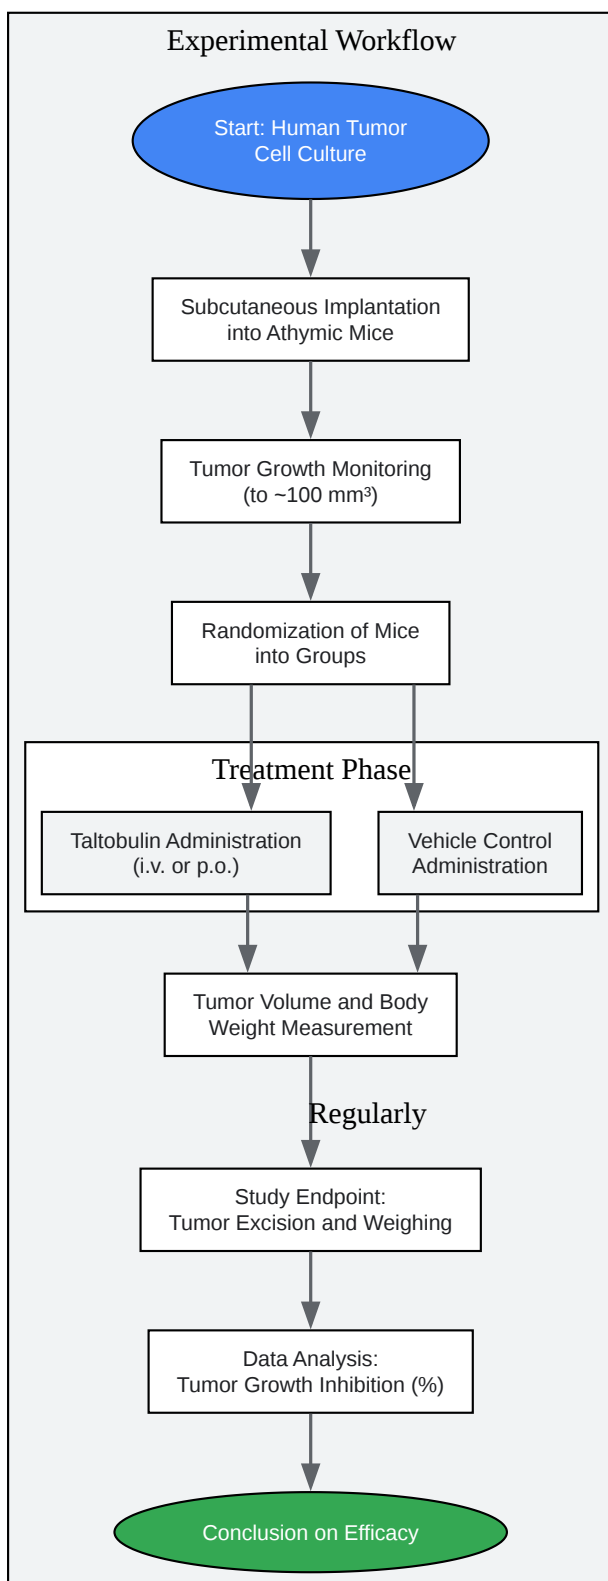 Experimental Workflow
Start: Human Tumor
Cell Culture
Subcutaneous Implantation
into Athymic Mice
Tumor Growth Monitoring
(to ~100 mm³)
Randomization of Mice
into Groups
Treatment Phase
Taltobulin Administration
(i.v. or p.o.)
Vehicle Control
Administration
Tumor Volume and Body
Weight Measurement
Regularly
Study Endpoint:
Tumor Excision and Weighing
Data Analysis:
Tumor Growth Inhibition (%)
Conclusion on Efficacy